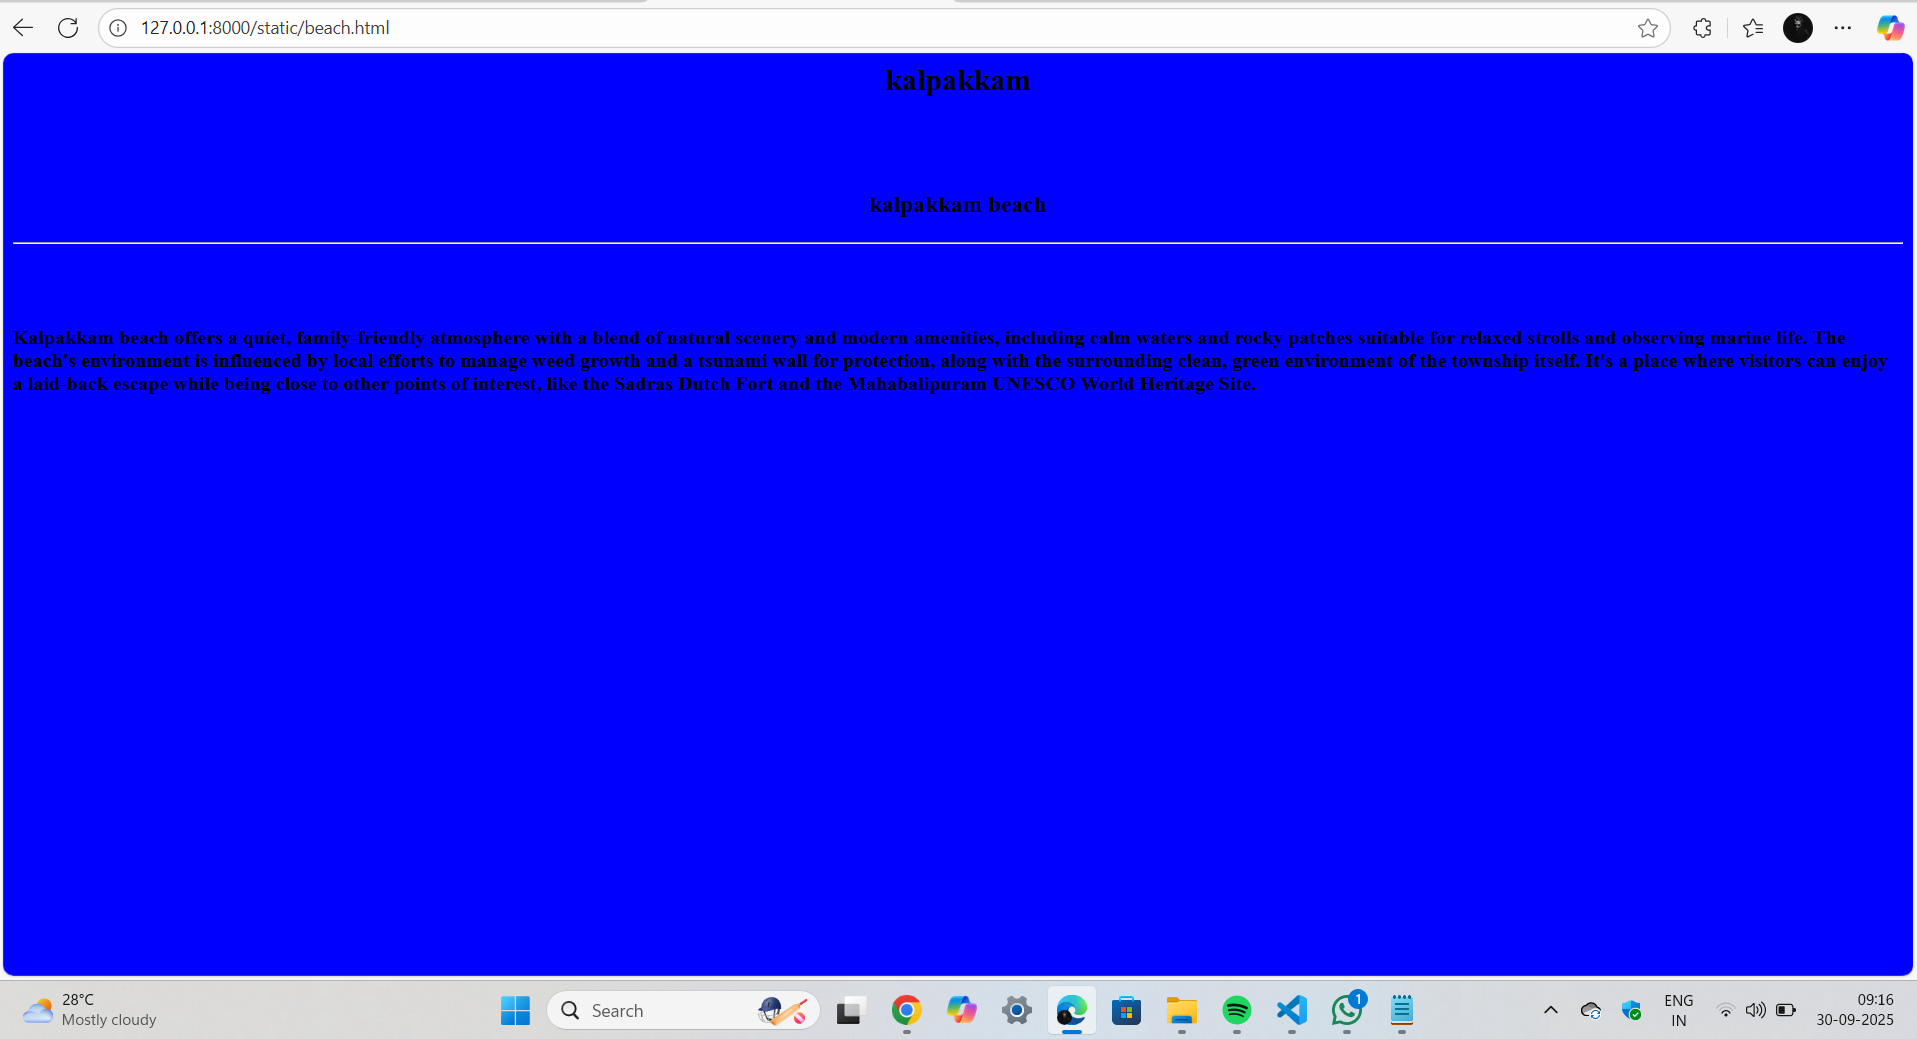 127.0.0.1:8000/static/beach.html
kalpakkam
kalpakkam beach
Kalpakkam beach offers a quiet, family-friendly atmosphere with a blend of natural scenery and modern amenities, including calm waters and rocky patches suitable for relaxed strolls and observing marine life. The
beach's environment is influenced by local efforts to manage weed growth and a tsunami wall for protection, along with the surrounding clean, green environment of the township itself. It's a place where visitors can enjoy
a laid-back escape while being close to other points of interest, like the Sadras Dutch Fort and the Mahabalipuram UNESCO World Heritage Site.
28°C
Mostly cloudy
Search
1
ENG
IN
09:16
30-09-2025